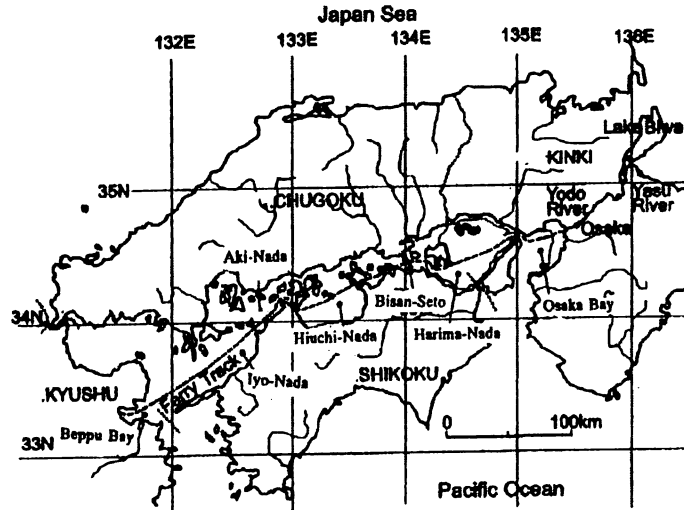 Japan Sea
132E
133E
134E
135E
136E
Lake Biwa
KINKI
35N
CHUGOKU
Yodo
River
Yasu
River
Osaka
Aki-Nada
Bisan-Seto
Osaka Bay
34N
Hiuchi-Nada
Harima-Nada
KYUSHU
Ferry Track
Iyo-Nada
SHIKOKU
0
100km
Beppu Bay
33N
Pacific Ocean